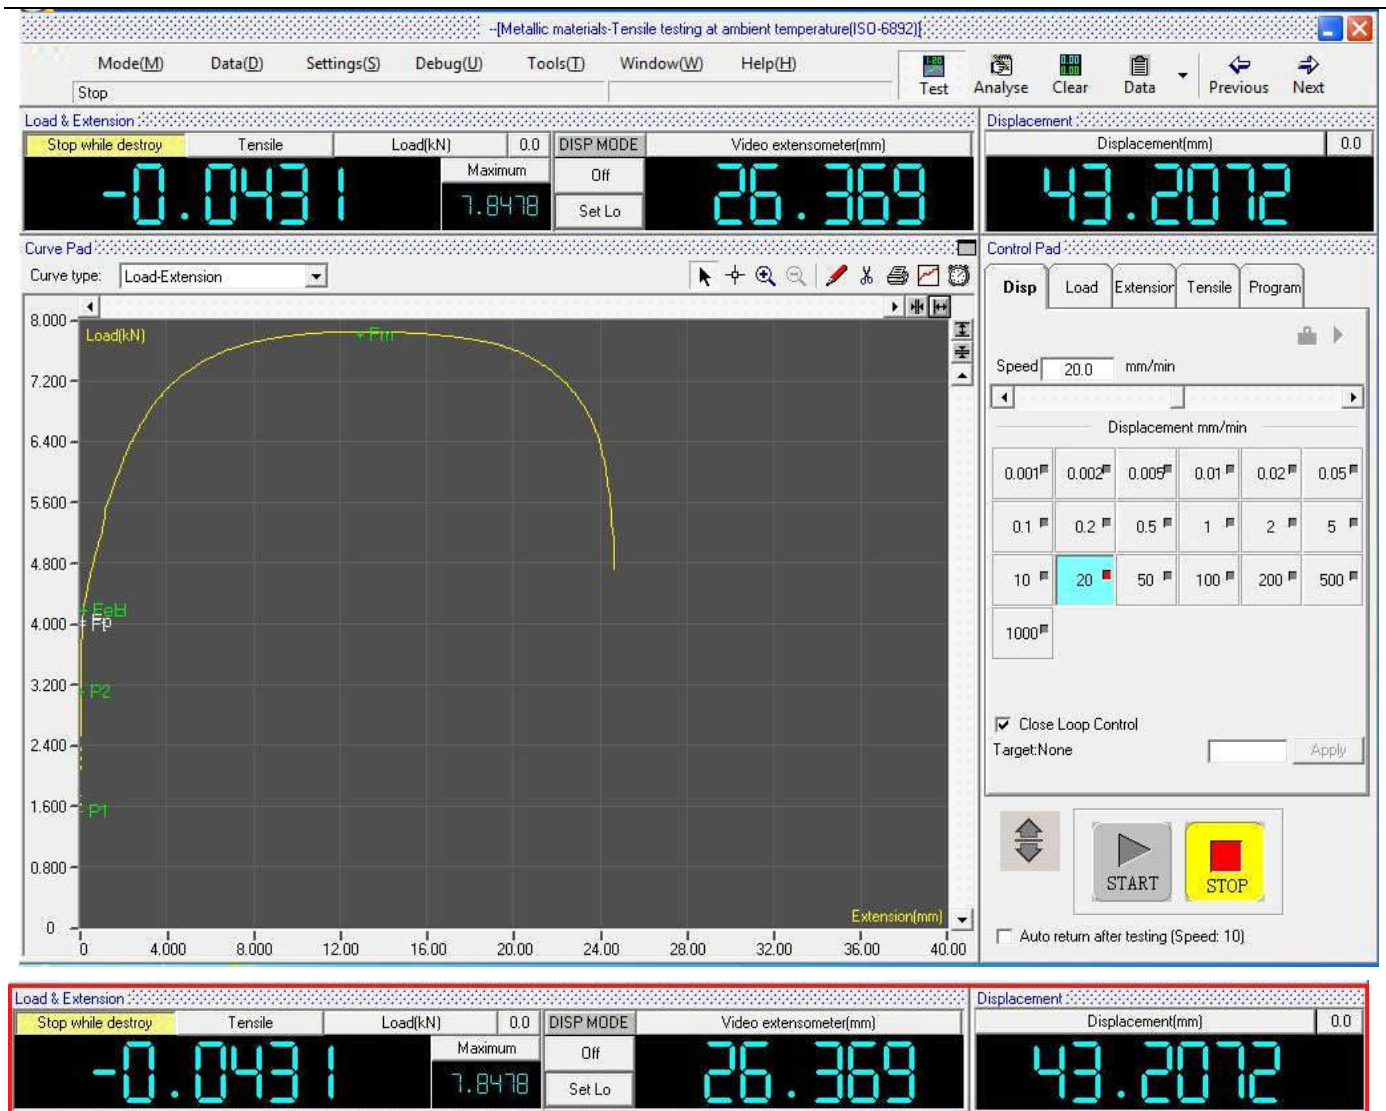 --[Metallic materials-Tensile testing at ambient temperature(ISO-6892)]
Mode(M) Data(D) Settings(S) Debug(U) Tools(T) Window(W) Help(H)
Stop
Test Analyse Clear Data Previous Next
Load & Extension
Stop while destroy Tensile Load(kN) 0.0 DISP MODE Video extensometer(mm)
-0.0431 Maximum 7.8478 Off Set Lo 26.369
Displacement
Displacement(mm) 0.0
43.2072
Curve Pad
Curve type: Load-Extension
8.000
Load(kN)
Fm
7.200
6.400
5.600
4.800
FeH
4.000 Fp
3.200 P2
2.400
1.600 P1
0.800
0
Extension(mm)
0 4.000 8.000 12.00 16.00 20.00 24.00 28.00 32.00 36.00 40.00
Control Pad
Disp Load Extension Tensile Program
Speed 20.0 mm/min
Displacement mm/min
0.001 0.002 0.005 0.01 0.02 0.05
0.1 0.2 0.5 1 2 5
10 20 50 100 200 500
1000
Close Loop Control
Target:None Apply
START STOP
Auto return after testing (Speed: 10)
Load & Extension
Stop while destroy Tensile Load(kN) 0.0 DISP MODE Video extensometer(mm)
-0.0431 Maximum 7.8478 Off Set Lo 26.369
Displacement
Displacement(mm) 0.0
43.2072